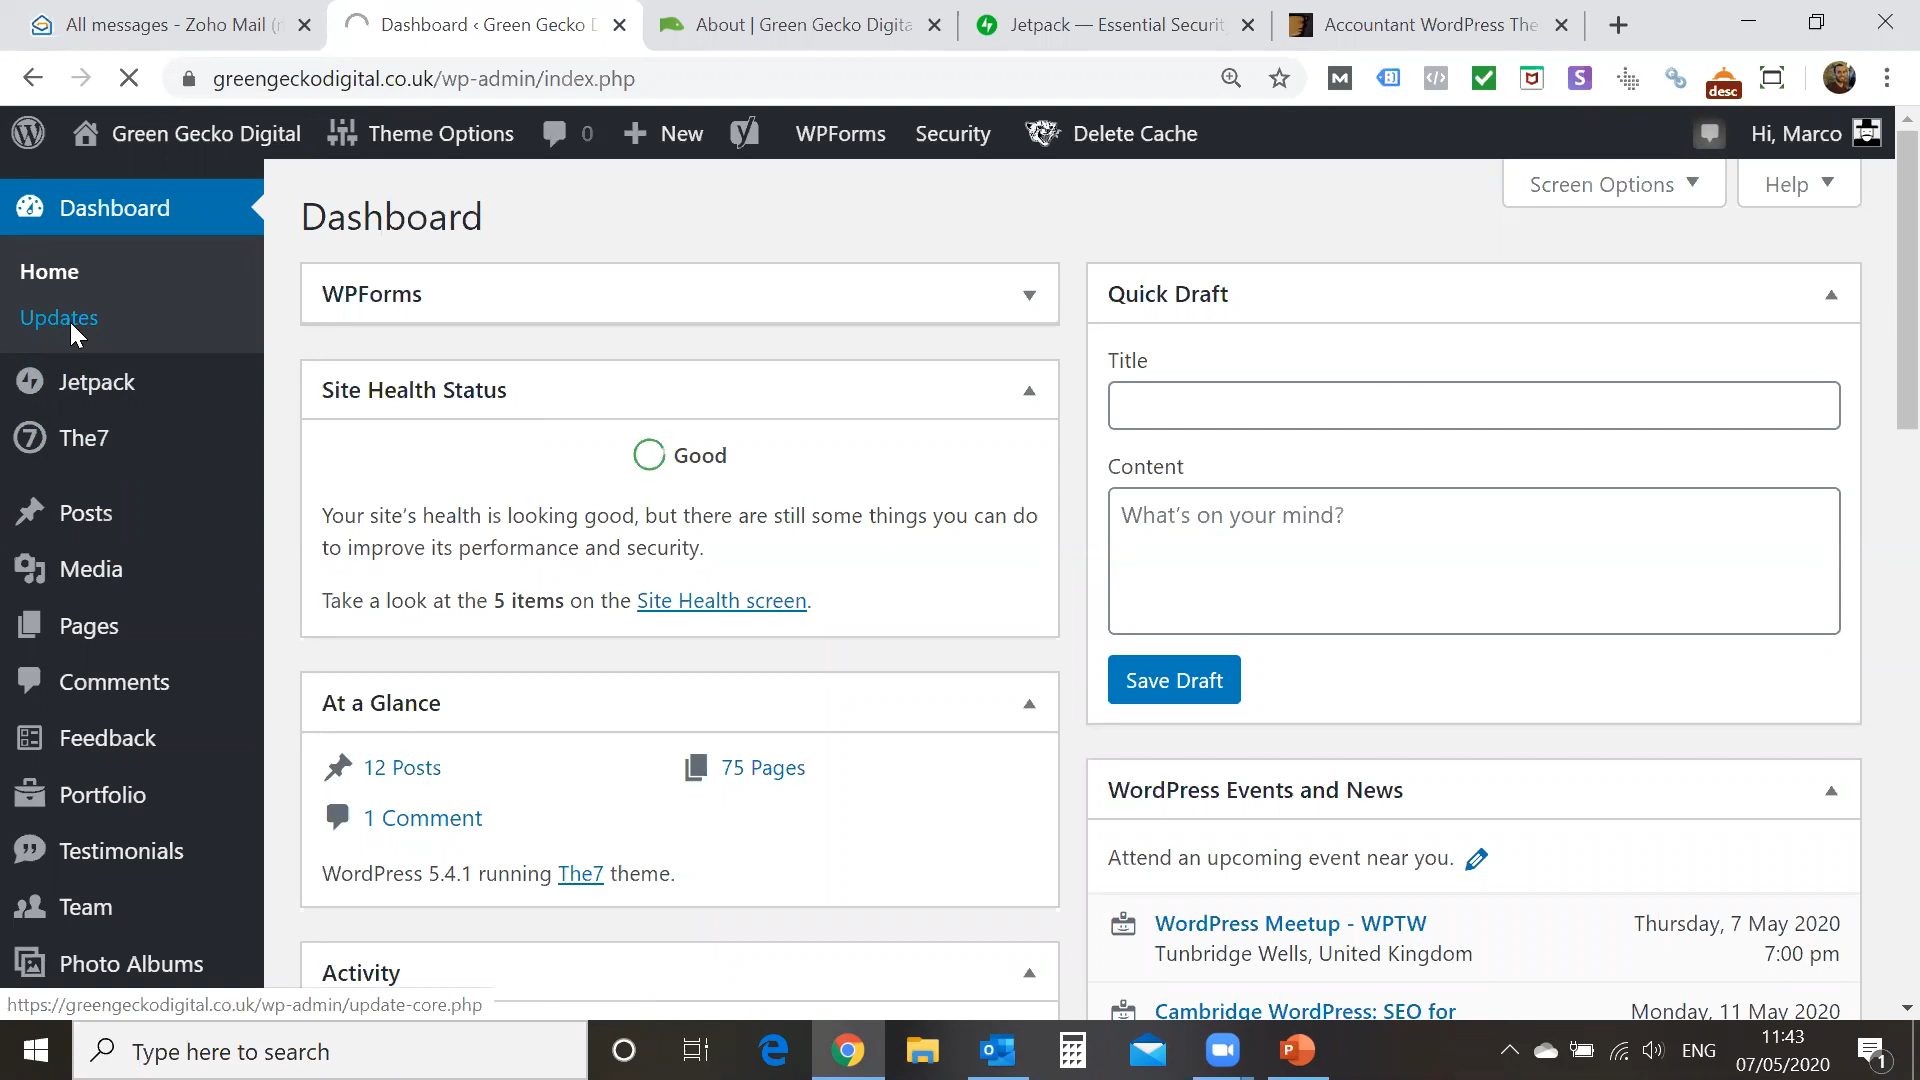 All messages - Zoho Mail (
Dashboard ‹ Green Gecko D
About | Green Gecko Digita
Jetpack — Essential Securit
Accountant WordPress The
greengeckodigital.co.uk/wp-admin/index.php
desc
Green Gecko Digital
Theme Options
0
New
WPForms
Security
Delete Cache
Hi, Marco
Screen Options
Help
Dashboard
Home
Updates
Jetpack
The7
Posts
Media
Pages
Comments
Feedback
Portfolio
Testimonials
Team
Photo Albums
Dashboard
WPForms
Site Health Status
Good
Your site's health is looking good, but there are still some things you can do
to improve its performance and security.
Take a look at the 5 items on the Site Health screen.
At a Glance
12 Posts
75 Pages
1 Comment
WordPress 5.4.1 running The7 theme.
Activity
Quick Draft
Title
Content
What's on your mind?
Save Draft
WordPress Events and News
Attend an upcoming event near you.
WordPress Meetup - WPTW
Thursday, 7 May 2020
Tunbridge Wells, United Kingdom
7:00 pm
Cambridge WordPress: SEO for
Monday, 11 May 2020
https://greengeckodigital.co.uk/wp-admin/update-core.php
Type here to search
ENG
11:43
07/05/2020
1